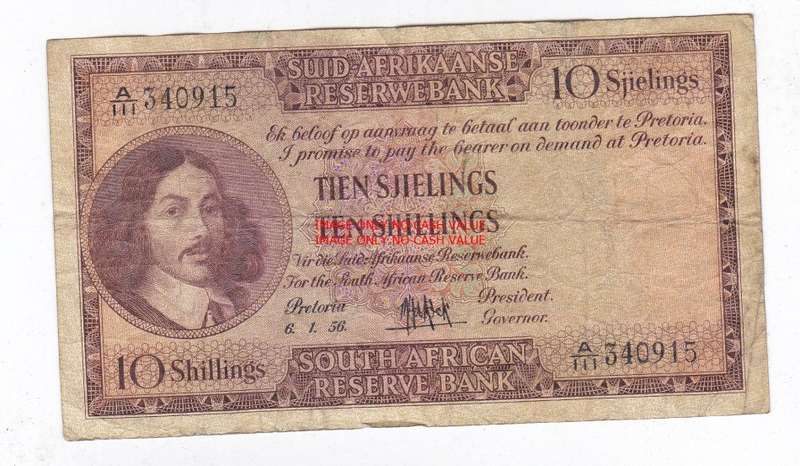 SUID-AFRIKAANSE
RESERWEBANK
A/111 340915
10 Sjielings
Ek beloof op aanvraag te betaal aan toonder te Pretoria.
I promise to pay the bearer on demand at Pretoria.
TIEN SJIELINGS
TEN SHILLINGS
IMAGE ONLY.NO CASH VALUE
IMAGE ONLY.NO CASH VALUE
Vir die Suid-Afrikaanse Reserwebank.
For the South African Reserve Bank.
Pretoria
6. 1. 56.
President.
Governor.
10 Shillings
SOUTH AFRICAN
RESERVE BANK
A/111 340915